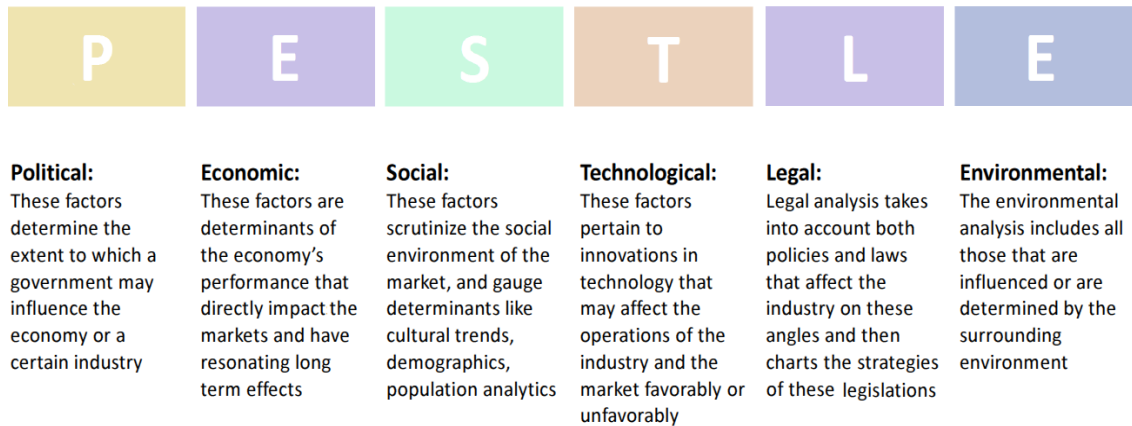 P
E
S
T
L
E
Political:
These factors
determine the
extent to which a
government may
influence the
economy or a
certain industry
Economic:
These factors are
determinants of
the economy's
performance that
directly impact the
markets and have
resonating long
term effects
Social:
These factors
scrutinize the social
environment of the
market, and gauge
determinants like
cultural trends,
demographics,
population analytics
Technological:
These factors
pertain to
innovations in
technology that
may affect the
operations of the
industry and the
market favorably or
unfavorably
Legal:
Legal analysis takes
into account both
policies and laws
that affect the
industry on these
angles and then
charts the strategies
of these legislations
Environmental:
The environmental
analysis includes all
those that are
influenced or are
determined by the
surrounding
environment